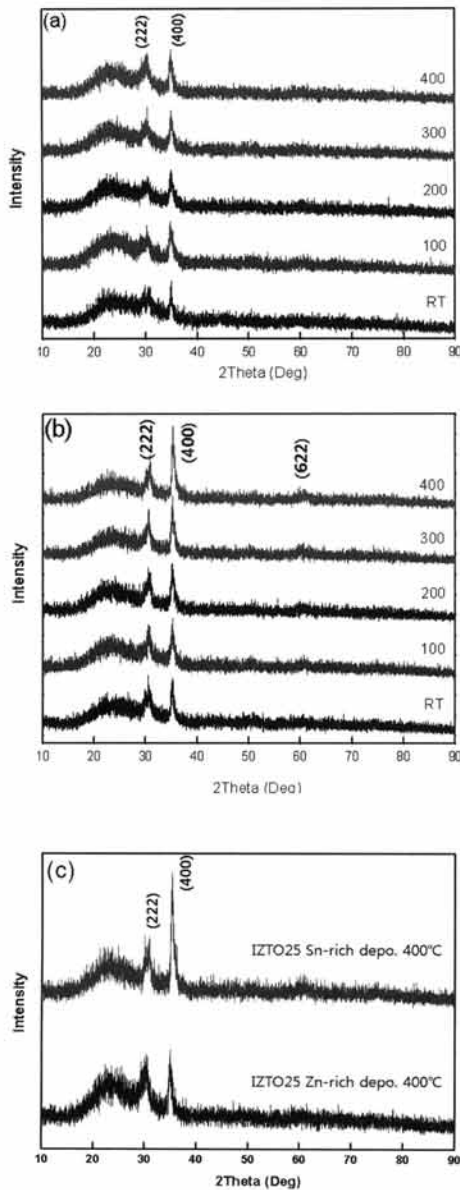 (a)
(222)
(400)
400
300
200
100
RT
Intensity
10 20 30 40 50 60 70 80 90
2Theta (Deg)
(b)
(222)
(400)
(622)
400
300
200
100
RT
Intensity
10 20 30 40 50 60 70 80 90
2Theta (Deg)
(c)
(222)
(400)
IZTO25 Sn-rich depo. 400℃
IZTO25 Zn-rich depo. 400℃
Intensity
10 20 30 40 50 60 70 80 90
2Theta (Deg)